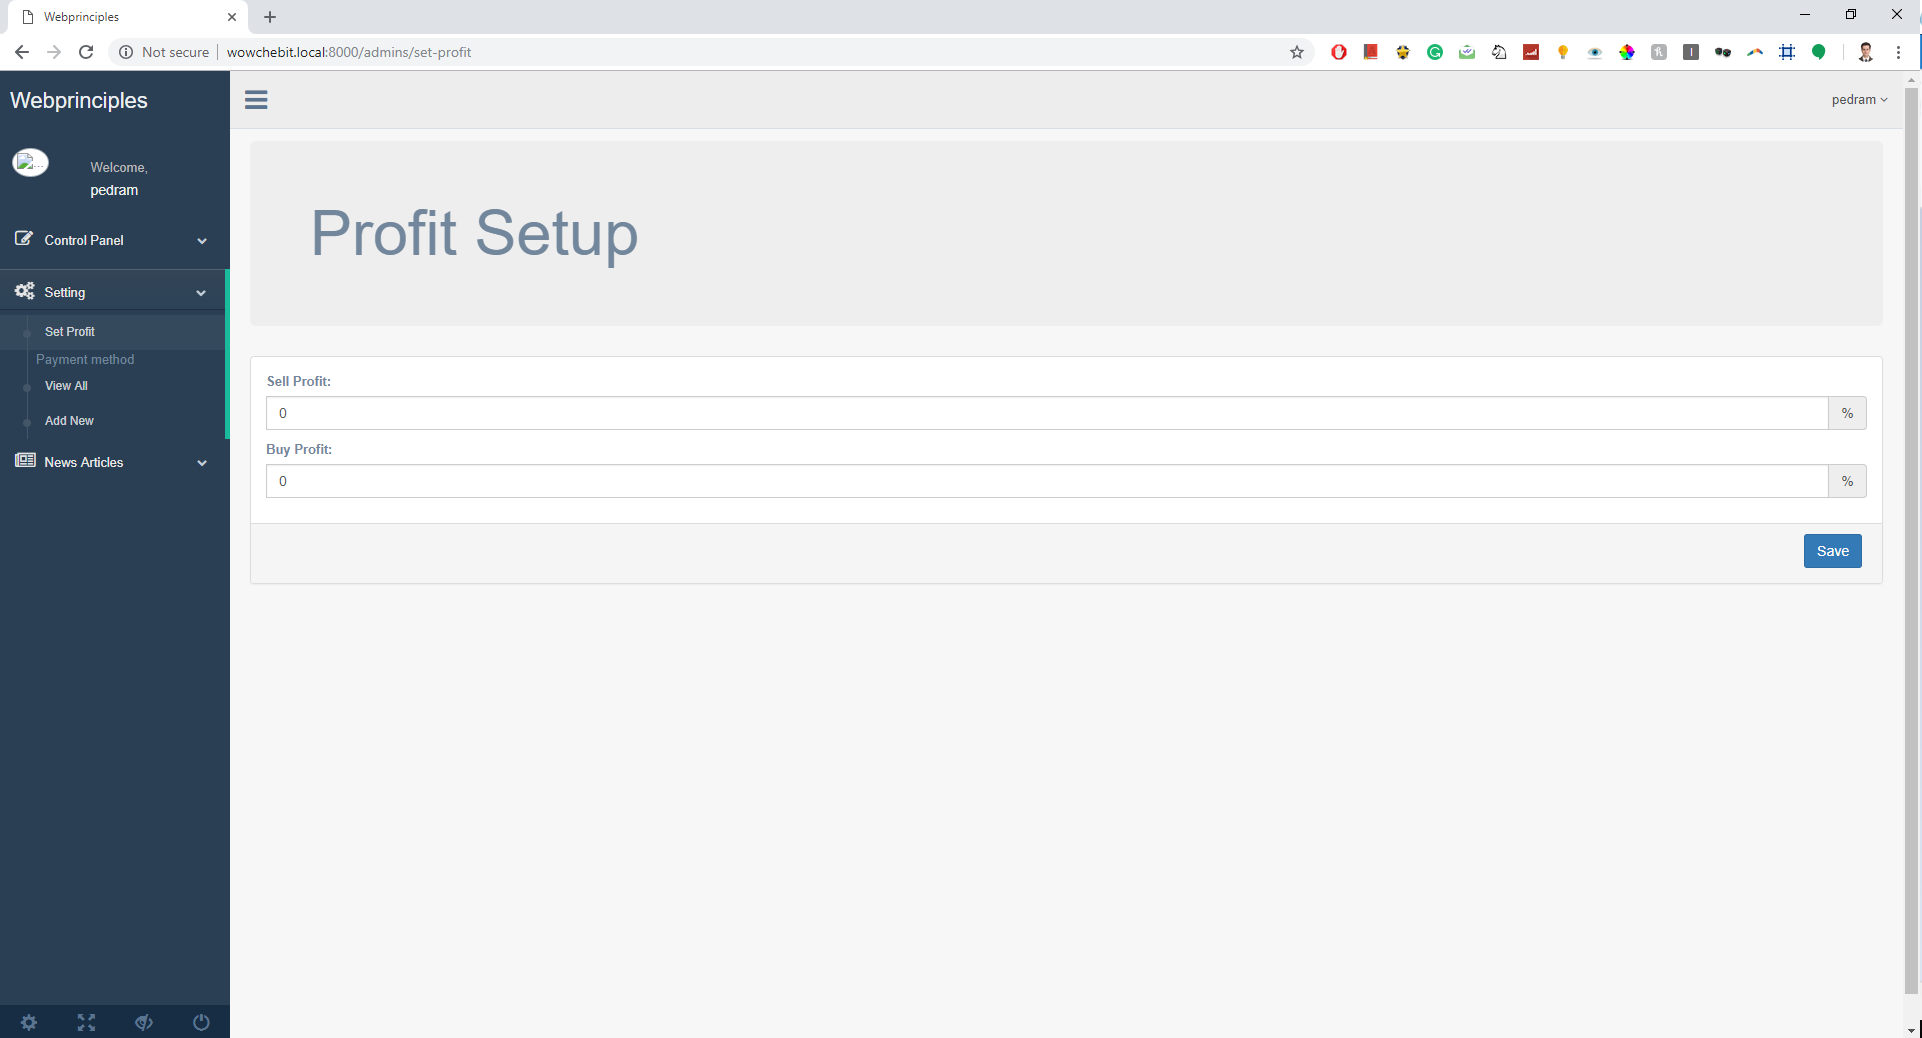 Webprinciples
Not secure
wowchebit.local:8000/admins/set-profit
Webprinciples
pedram
Welcome,
pedram
Control Panel
Setting
Set Profit
Payment method
View All
Add New
News Articles
Profit Setup
Sell Profit:
0 %
Buy Profit:
0 %
Save